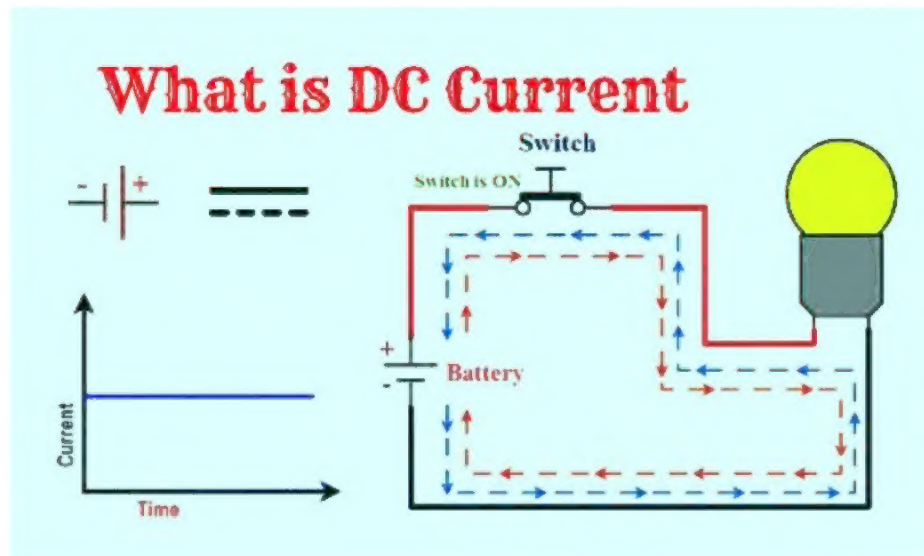 What is DC Current
Switch
Switch is ON
- +
+
Battery
-
Current
Time